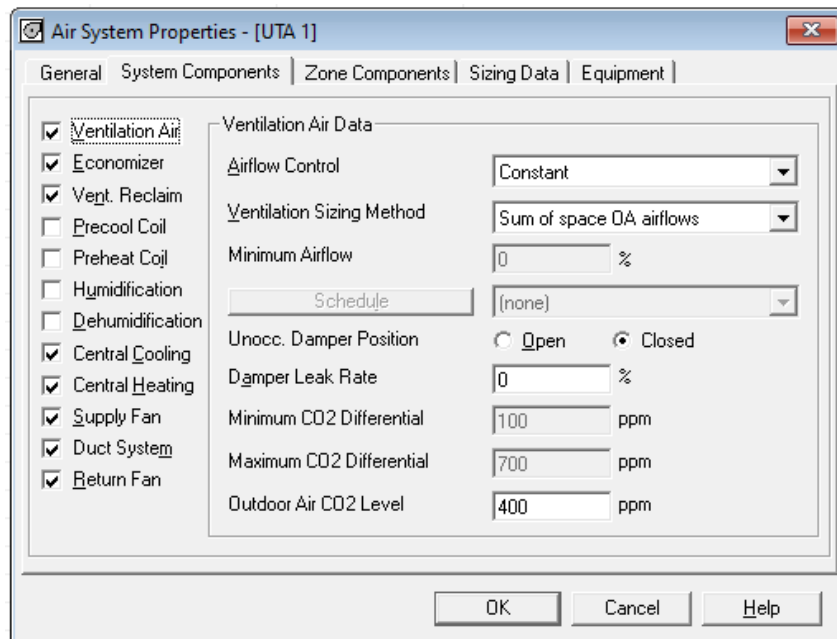 Air System Properties - [UTA 1]
General System Components Zone Components Sizing Data Equipment
Ventilation Air
Economizer
Vent. Reclaim
Precool Coil
Preheat Coil
Humidification
Dehumidification
Central Cooling
Central Heating
Supply Fan
Duct System
Return Fan
Ventilation Air Data
Airflow Control Constant
Ventilation Sizing Method Sum of space OA airflows
Minimum Airflow 0 %
Schedule (none)
Unocc. Damper Position Open Closed
Damper Leak Rate 0 %
Minimum CO2 Differential 100 ppm
Maximum CO2 Differential 700 ppm
Outdoor Air CO2 Level 400 ppm
OK Cancel Help